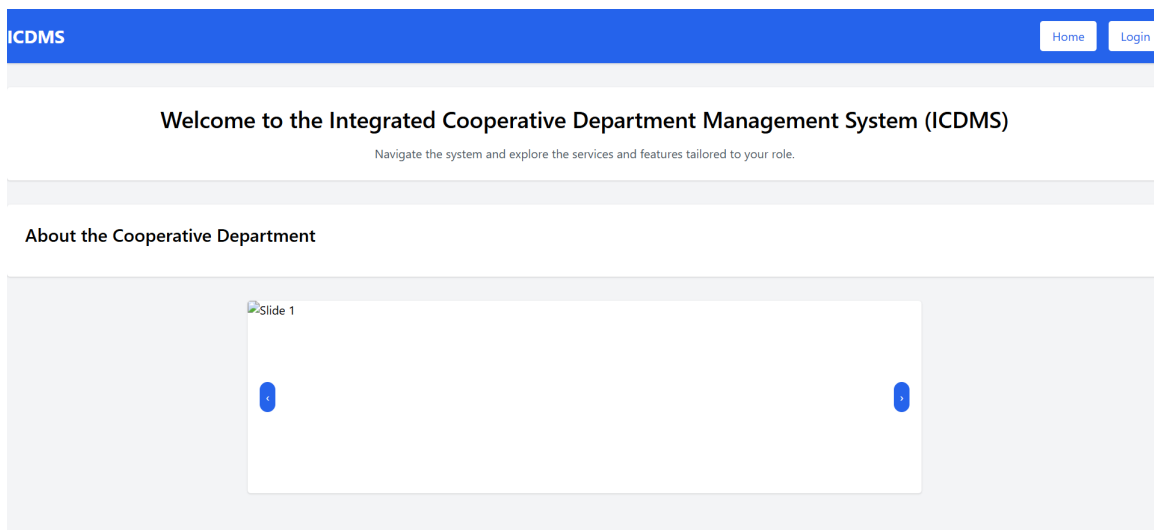 ICDMS
Home
Login
Welcome to the Integrated Cooperative Department Management System (ICDMS)
Navigate the system and explore the services and features tailored to your role.
About the Cooperative Department
Slide 1
‹
›